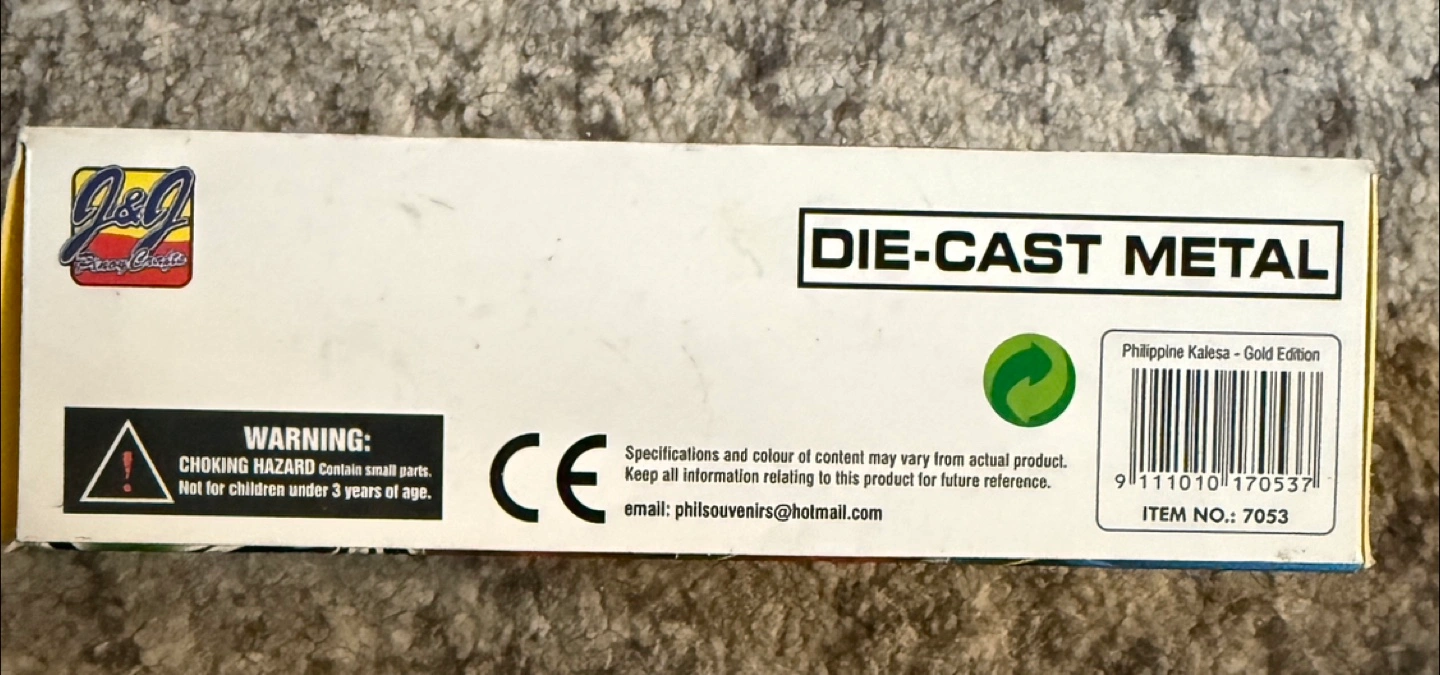 J&J
Pinoy Crafts
DIE-CAST METAL
Philippine Kalesa - Gold Edition
9 111010 170537
ITEM NO.: 7053
WARNING:
CHOKING HAZARD Contain small parts.
Not for children under 3 years of age.
CE
Specifications and colour of content may vary from actual product.
Keep all information relating to this product for future reference.
email: philsouvenirs@hotmail.com